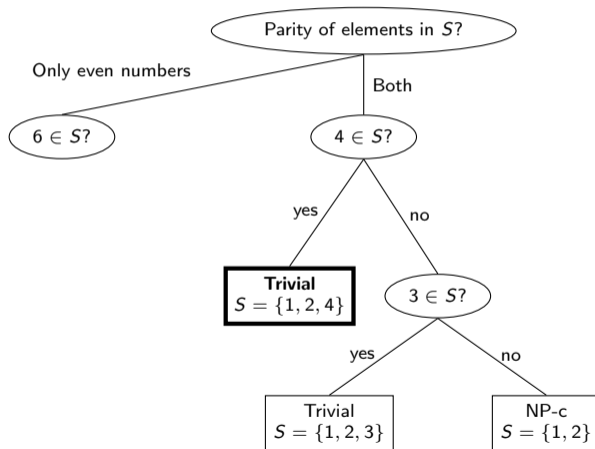 Parity of elements in S?
Only even numbers
Both
6 ∈ S?
4 ∈ S?
yes
no
Trivial
S = {1, 2, 4}
3 ∈ S?
yes
no
Trivial
S = {1, 2, 3}
NP-c
S = {1, 2}